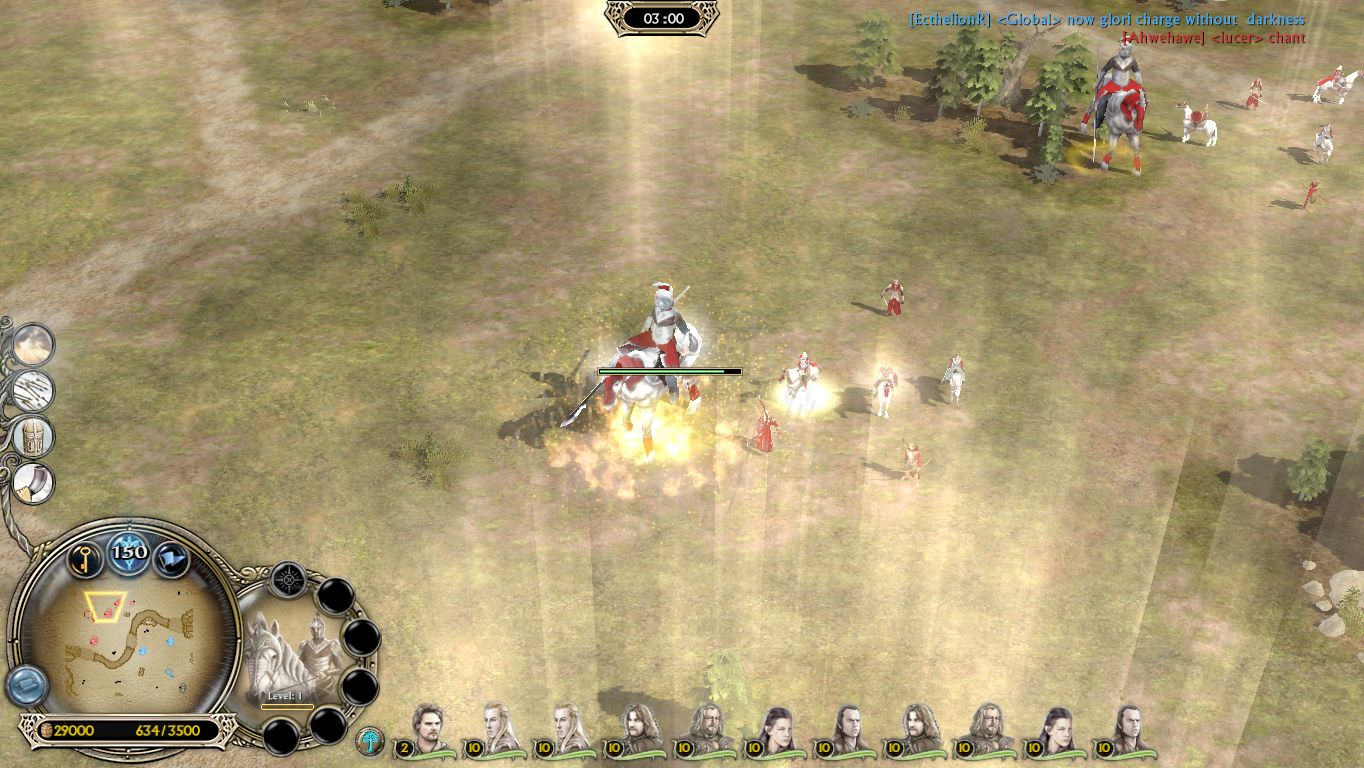 03 :00
[EcthelionR] <Global> now glori charge without darkness
[Ahwehawe] <lucer> chant
150
Level: 1
29000 634/3500
2 10 10 10 10 10 10 10 10 10 10